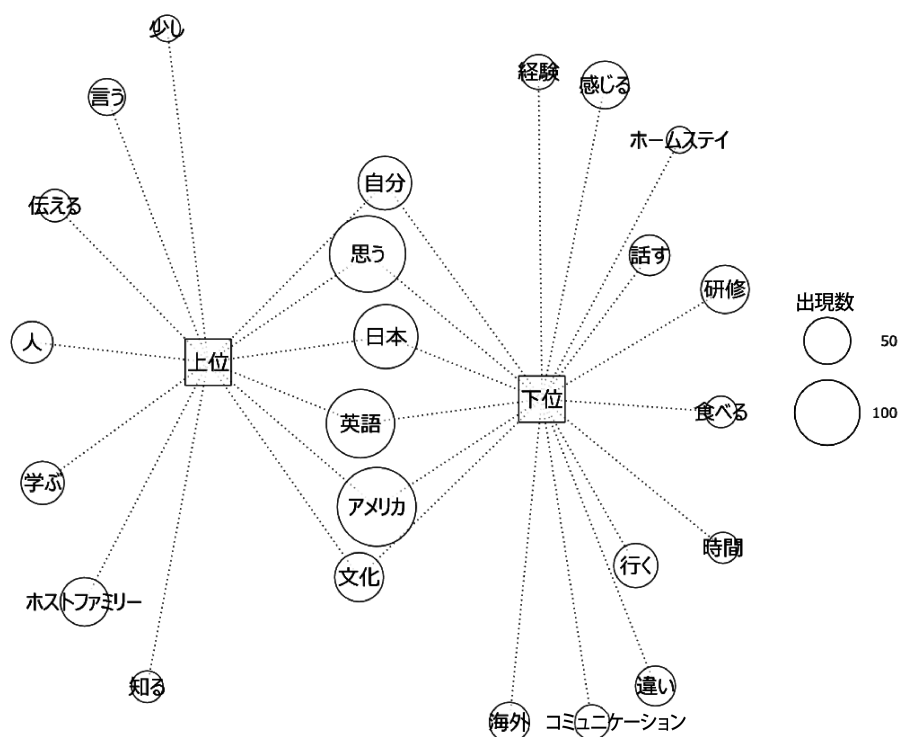 少し
言う
伝える
人
上位
学ぶ
ホストファミリー
知る
自分
思う
日本
英語
アメリカ
文化
経験
感じる
ホームステイ
話す
研修
下位
食べる
時間
行く
違い
海外
コミュニケーション
出現数
50
100